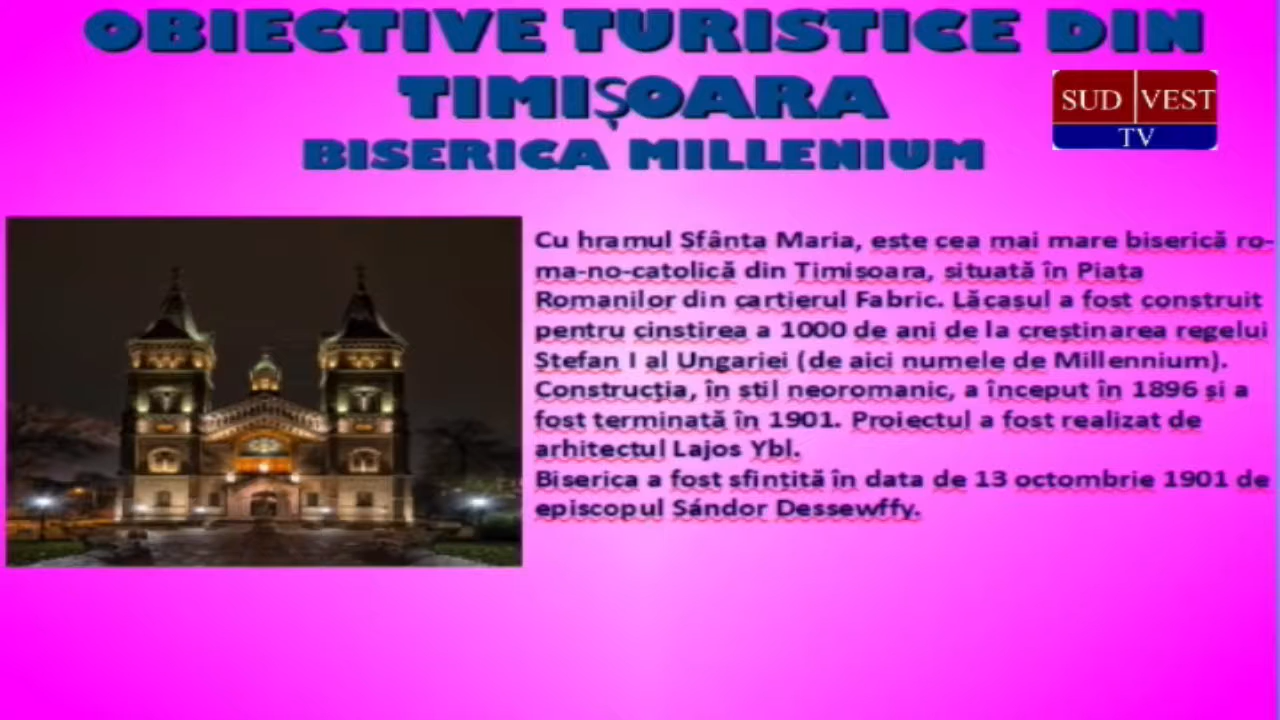 OBIECTIVE TURISTICE DIN
TIMIȘOARA
BISERICA MILLENIUM
SUD VEST
TV
Cu hramul Sfânta Maria, este cea mai mare biserică ro-
ma-no-catolică din Timișoara, situată în Piața
Romanilor din cartierul Fabric. Lăcașul a fost construit
pentru cinstirea a 1000 de ani de la creștinarea regelui
Ștefan I al Ungariei (de aici numele de Millennium).
Construcția, în stil neoromanic, a început în 1896 și a
fost terminată în 1901. Proiectul a fost realizat de
arhitectul Lajos Ybl.
Biserica a fost sfințită în data de 13 octombrie 1901 de
episcopul Sándor Dessewffy.